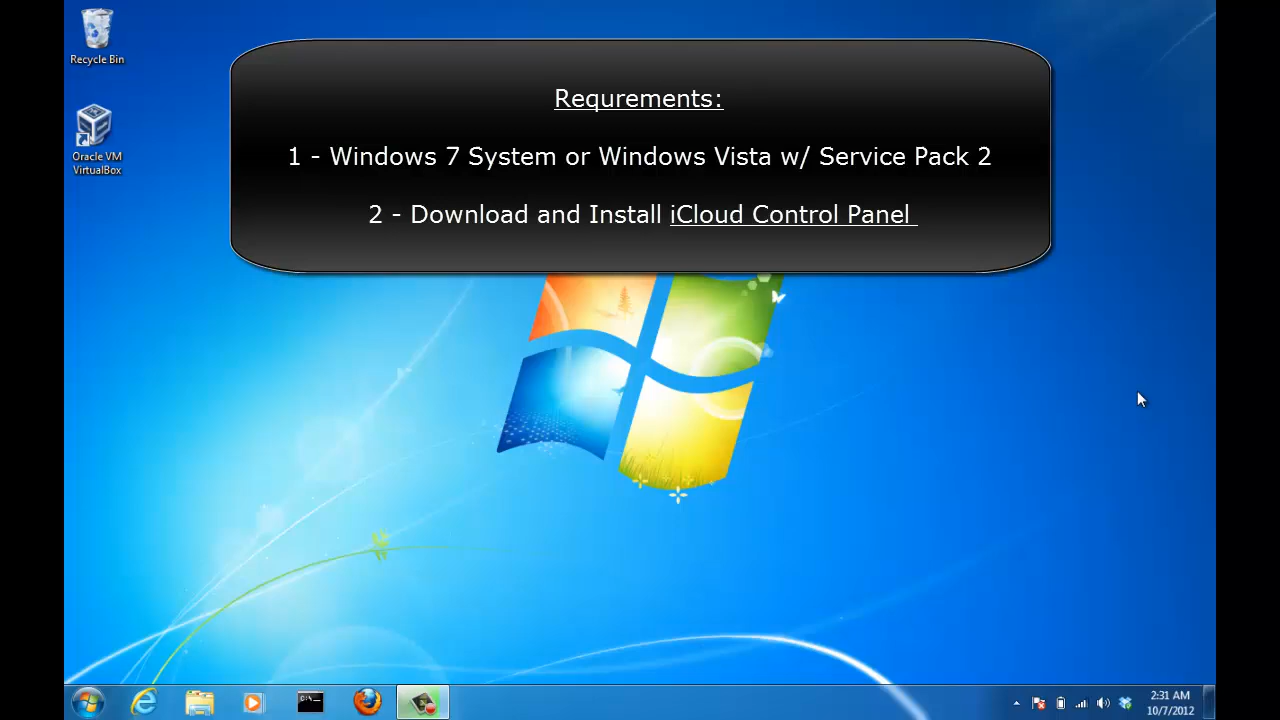 Recycle Bin
Oracle VM
VirtualBox
Requrements:
1 - Windows 7 System or Windows Vista w/ Service Pack 2
2 - Download and Install iCloud Control Panel
C:\_
2:31 AM
10/7/2012